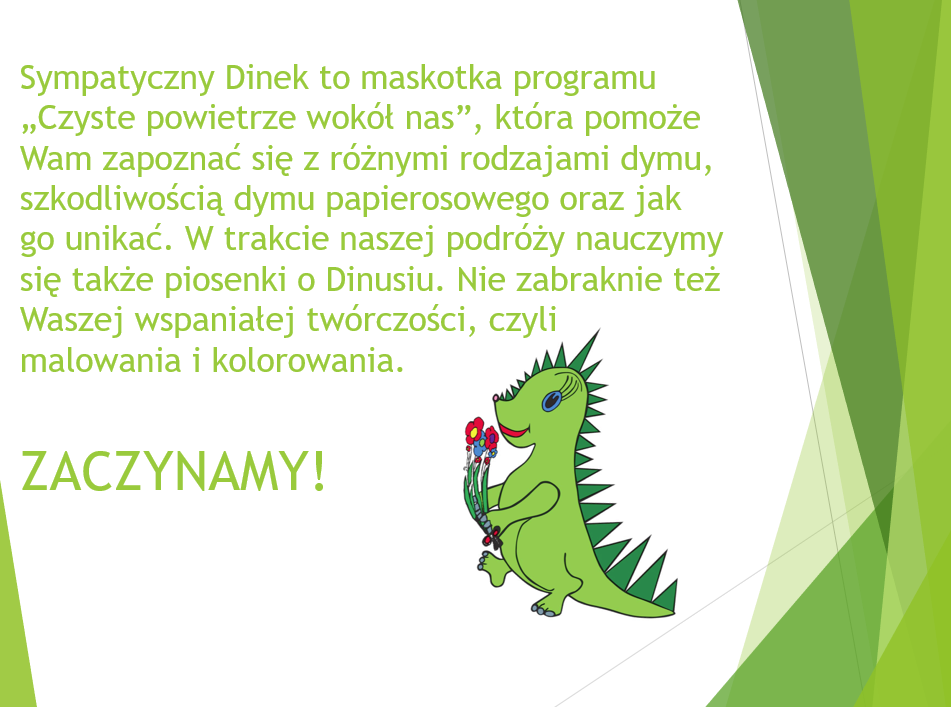 Sympatyczny Dinek to maskotka programu
„Czyste powietrze wokół nas”, która pomoże
Wam zapoznać się z różnymi rodzajami dymu,
szkodliwością dymu papierosowego oraz jak
go unikać. W trakcie naszej podróży nauczymy
się także piosenki o Dinusiu. Nie zabraknie też
Waszej wspaniałej twórczości, czyli
malowania i kolorowania.
ZACZYNAMY!